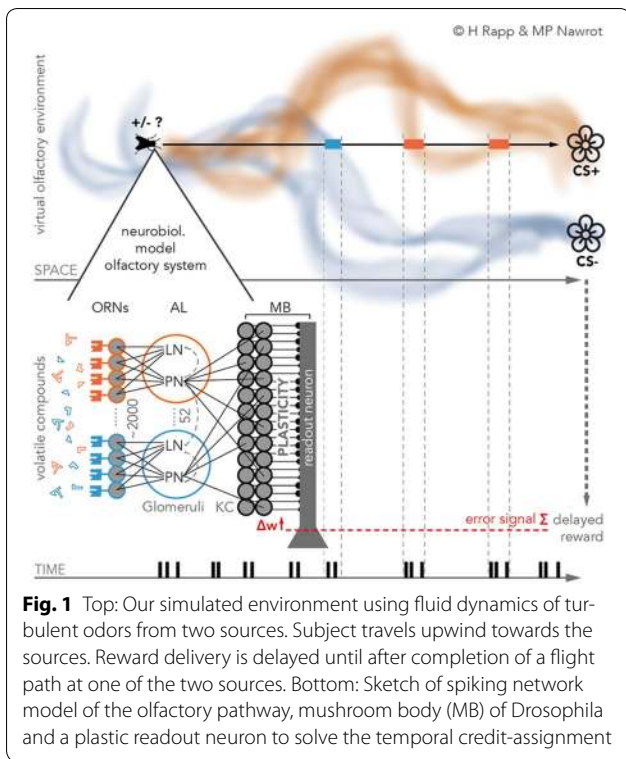 © H Rapp & MP Nawrot
virtual olfactory environment
+/- ?
CS+
neurobiol.
model
olfactory system
CS-
SPACE
ORNs
AL
MB
volatile compounds
LN
PN
~2000
52
LN
PN
Glomeruli
KC
PLASTICITY
readout neuron
Δw
error signal Σ
delayed
reward
TIME
Fig. 1 Top: Our simulated environment using fluid dynamics of tur-
bulent odors from two sources. Subject travels upwind towards the
sources. Reward delivery is delayed until after completion of a flight
path at one of the two sources. Bottom: Sketch of spiking network
model of the olfactory pathway, mushroom body (MB) of Drosophila
and a plastic readout neuron to solve the temporal credit-assignment